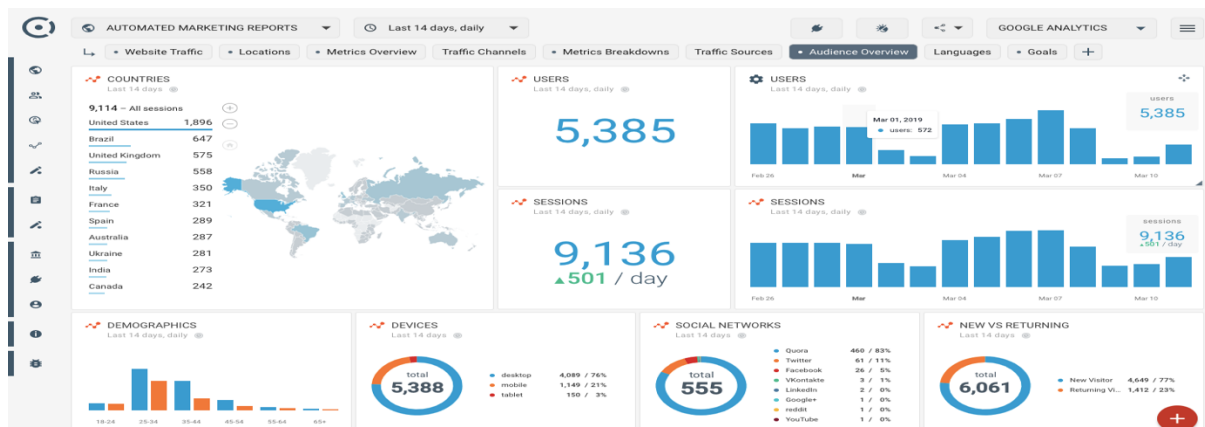 AUTOMATED MARKETING REPORTS Last 14 days, daily GOOGLE ANALYTICS
• Website Traffic • Locations • Metrics Overview Traffic Channels • Metrics Breakdowns Traffic Sources • Audience Overview Languages • Goals +
COUNTRIES
Last 14 days
9,114 – All sessions
United States 1,896
Brazil 647
United Kingdom 575
Russia 558
Italy 350
France 321
Spain 289
Australia 287
Ukraine 281
India 273
Canada 242
USERS
Last 14 days, daily
5,385
USERS
Last 14 days, daily
users
5,385
Mar 01, 2019
users: 572
Feb 26 Mar Mar 04 Mar 07 Mar 10
SESSIONS
Last 14 days, daily
9,136
▲501 / day
SESSIONS
Last 14 days, daily
sessions
9,136
▲501 / day
Feb 26 Mar Mar 04 Mar 07 Mar 10
DEMOGRAPHICS
Last 14 days, daily
18-24 25-34 35-44 45-54 55-64 65+
DEVICES
Last 14 days
total
5,388
desktop 4,089 / 76%
mobile 1,149 / 21%
tablet 150 / 3%
SOCIAL NETWORKS
Last 14 days
total
555
Quora 460 / 83%
Twitter 61 / 11%
Facebook 26 / 5%
VKontakte 3 / 1%
LinkedIn 2 / 0%
Google+ 1 / 0%
reddit 1 / 0%
YouTube 1 / 0%
NEW VS RETURNING
Last 14 days
total
6,061
New Visitor 4,649 / 77%
Returning Vi... 1,412 / 23%
+